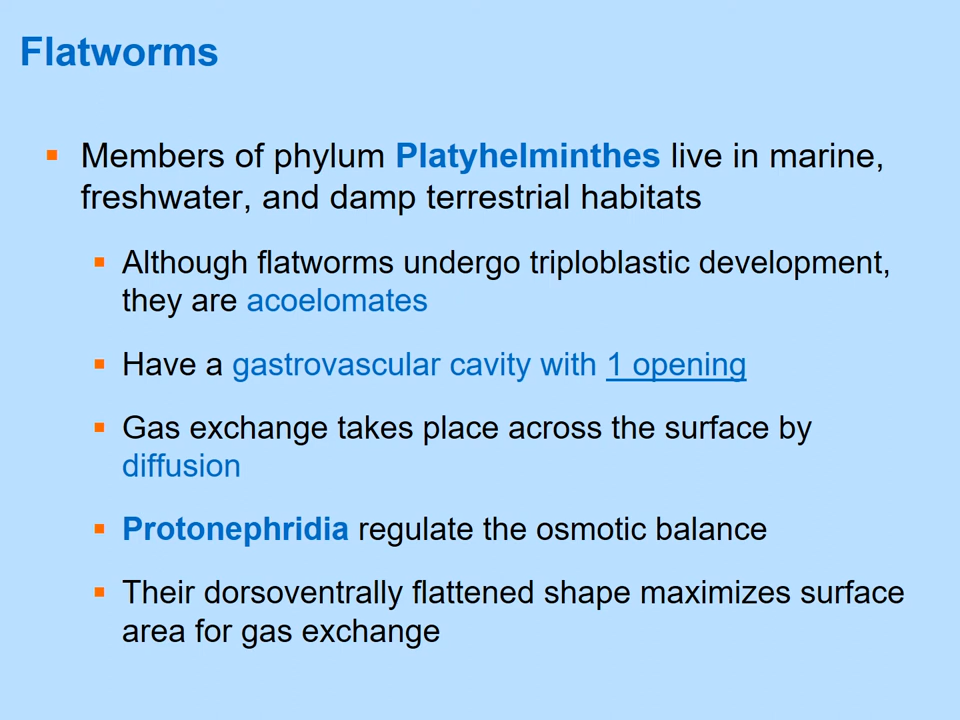 Flatworms
Members of phylum Platyhelminthes live in marine,
freshwater, and damp terrestrial habitats
Although flatworms undergo triploblastic development,
they are acoelomates
Have a gastrovascular cavity with 1 opening
Gas exchange takes place across the surface by
diffusion
Protonephridia regulate the osmotic balance
Their dorsoventrally flattened shape maximizes surface
area for gas exchange